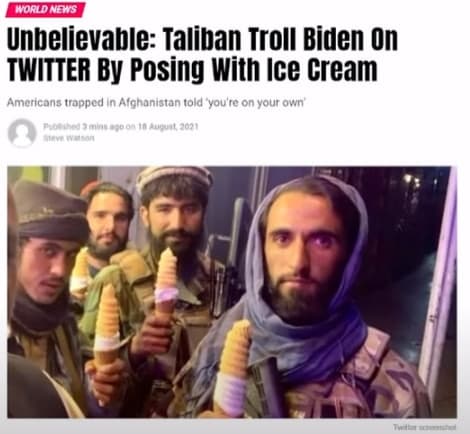 WORLD NEWS
Unbelievable: Taliban Troll Biden On
TWITTER By Posing With Ice Cream
Americans trapped in Afghanistan told 'you're on your own'
Published 3 mins ago on 18 August, 2021
Steve Watson
Twitter screenshot